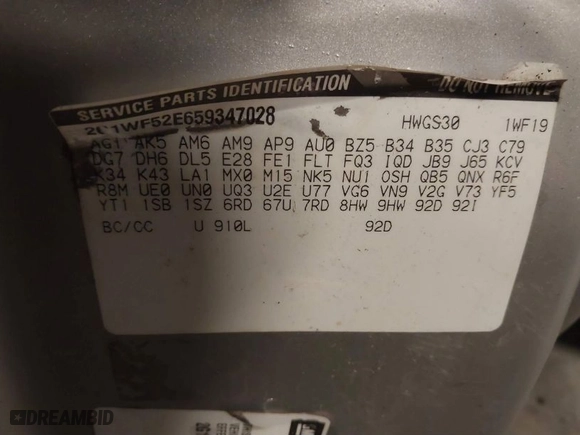 SERVICE PARTS IDENTIFICATION DO NOT REMOVE
2G1WF52E659347028 HWGS30 1WF19
AG1 AK5 AM6 AM9 AP9 AU0 BZ5 B34 B35 CJ3 C79
DG7 DH6 DL5 E28 FE1 FLT FQ3 IQD JB9 J65 KCV
K34 K43 LA1 MX0 M15 NK5 NU1 OSH QB5 QNX R6F
R8M UE0 UN0 UQ3 U2E U77 VG6 VN9 V2G V73 YF5
YT1 1SB 1SZ 6RD 67U 7RD 8HW 9HW 92D 92I
BC/CC U 910L 92D
DREAMBID